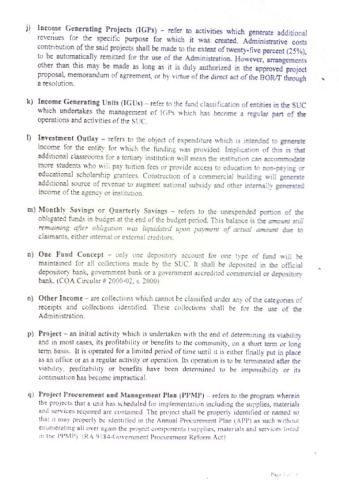 j) Income Generating Projects (IGPs) – refer to activities which generate additional
revenues for the specific purpose for which it was created. Administrative costs
contribution of the said projects shall be made to the extent of twenty-five percent (25%),
to be automatically remitted for the use of the Administration. However, arrangements
other than this may be made as long as it is duly authorized in the approved project
proposal, memorandum of agreement, or by virtue of the direct act of the BOR/T through
a resolution.
k) Income Generating Units (IGUs) – refer to the fund classification of entities in the SUC
which undertakes the management of IGPs which has become a regular part of the
operations and activities of the SUC.
l) Investment Outlay – refers to the object of expenditure which is intended to generate
income for the entity for which the funding was provided. Implication of this is that
additional classrooms for a tertiary institution will mean the institution can accommodate
more students who will pay tuition fees or provide access to education to non-paying or
educational scholarship grantees. Construction of a commercial building will generate
additional source of revenue to augment national subsidy and other internally generated
income of the agency or institution.
m) Monthly Savings or Quarterly Savings – refers to the unexpended portion of the
obligated funds in budget at the end of the budget period. This balance is the amount still
remaining after obligation was liquidated upon payment of actual amount due to
claimants, either internal or external creditors.
n) One Fund Concept – only one depository account for one type of fund will be
maintained for all collections made by the SUC. It shall be deposited in the official
depository bank, government bank or a government accredited commercial or depository
bank. (COA Circular # 2000-02, s. 2000)
o) Other Income – are collections which cannot be classified under any of the categories of
receipts and collections identified. These collections shall be for the use of the
Administration.
p) Project – an initial activity which is undertaken with the end of determining its viability
and in most cases, its profitability or benefits to the community, on a short term or long
term basis. It is operated for a limited period of time until it is either finally put in place
as an office or as a regular activity or operation. Its operation is to be terminated after the
viability, profitability or benefits have been determined to be impossibility or its
continuation has become impractical.
q) Project Procurement and Management Plan (PPMP) – refers to the program wherein
the projects that a unit has scheduled for implementation including the supplies, materials
and services required are contained. The project shall be properly identified or named so
that it may be properly identified in the Annual Procurement Plan (APP) as such without
enumerating all over again the project components (supplies, materials and services listed
in the PPMP). (RA 9184-Government Procurement Reform Act)
Page